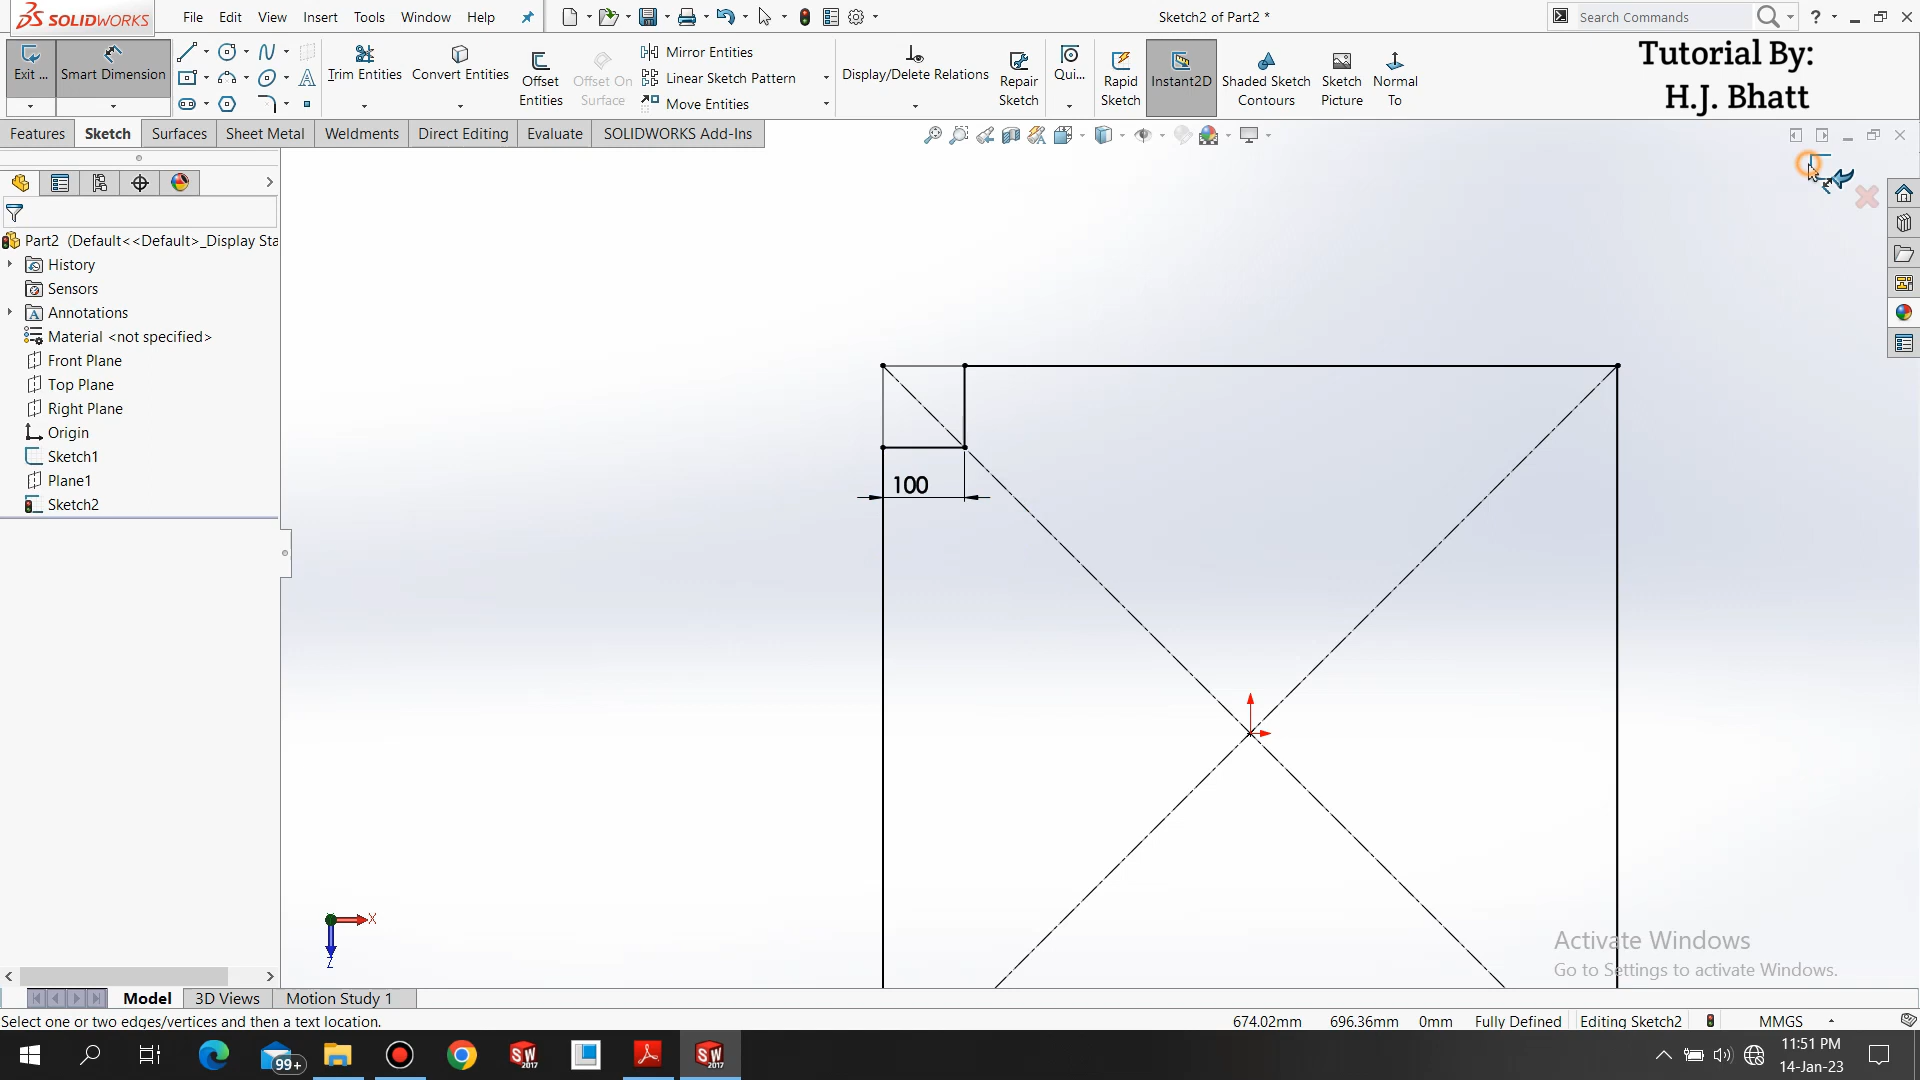 SOLIDWORKS File Edit View Insert Tools Window Help Sketch2 of Part2 * Search Commands ?
Exit ... Smart Dimension Trim Entities Convert Entities Offset Entities Offset On Surface Mirror Entities Linear Sketch Pattern Move Entities Display/Delete Relations Repair Sketch Qui... Rapid Sketch Instant2D Shaded Sketch Contours Sketch Picture Normal To
Tutorial By:
H.J. Bhatt
Features Sketch Surfaces Sheet Metal Weldments Direct Editing Evaluate SOLIDWORKS Add-Ins
Part2 (Default<<Default>_Display Sta
History
Sensors
Annotations
Material <not specified>
Front Plane
Top Plane
Right Plane
Origin
Sketch1
Plane1
Sketch2
100
X
Z
Activate Windows
Go to Settings to activate Windows.
Model 3D Views Motion Study 1
Select one or two edges/vertices and then a text location. 674.02mm 696.36mm 0mm Fully Defined Editing Sketch2 MMGS
99+ SW 2017 SW 2017 11:51 PM
14-Jan-23